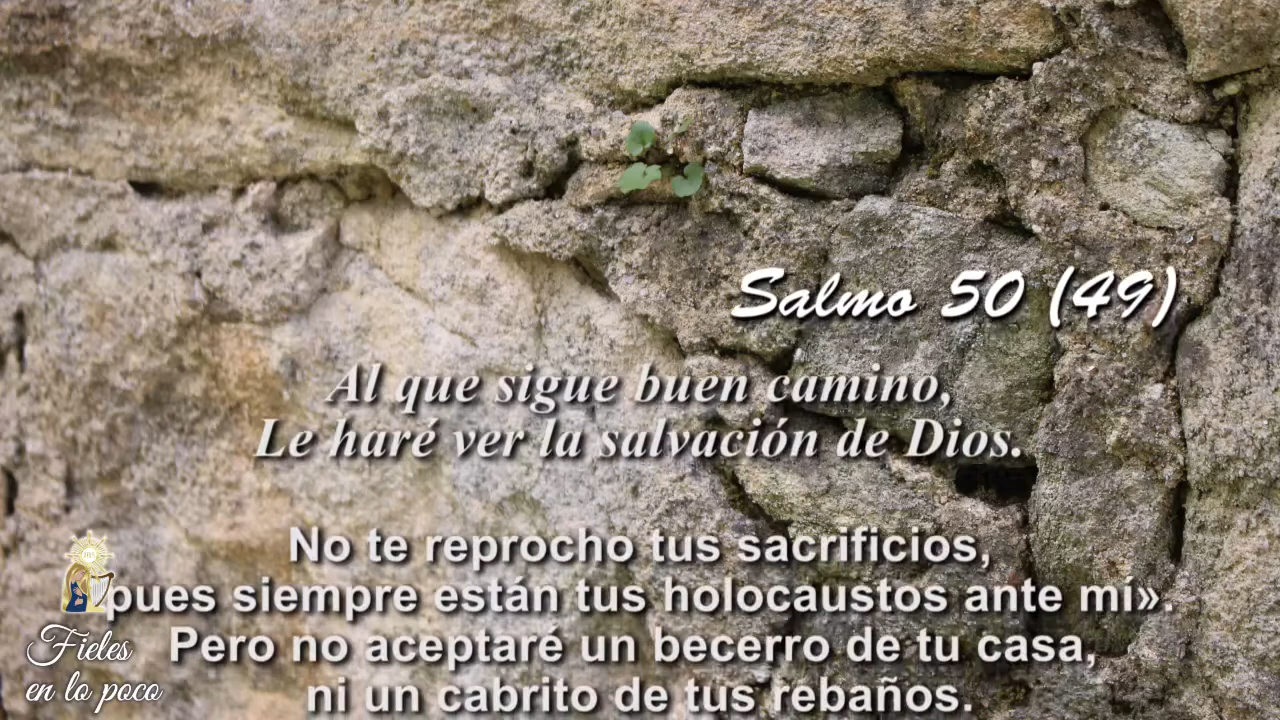 Salmo 50 (49)
Al que sigue buen camino,
Le haré ver la salvación de Dios.
No te reprocho tus sacrificios,
pues siempre están tus holocaustos ante mí».
Pero no aceptaré un becerro de tu casa,
ni un cabrito de tus rebaños.
IHS
Fieles
en lo poco